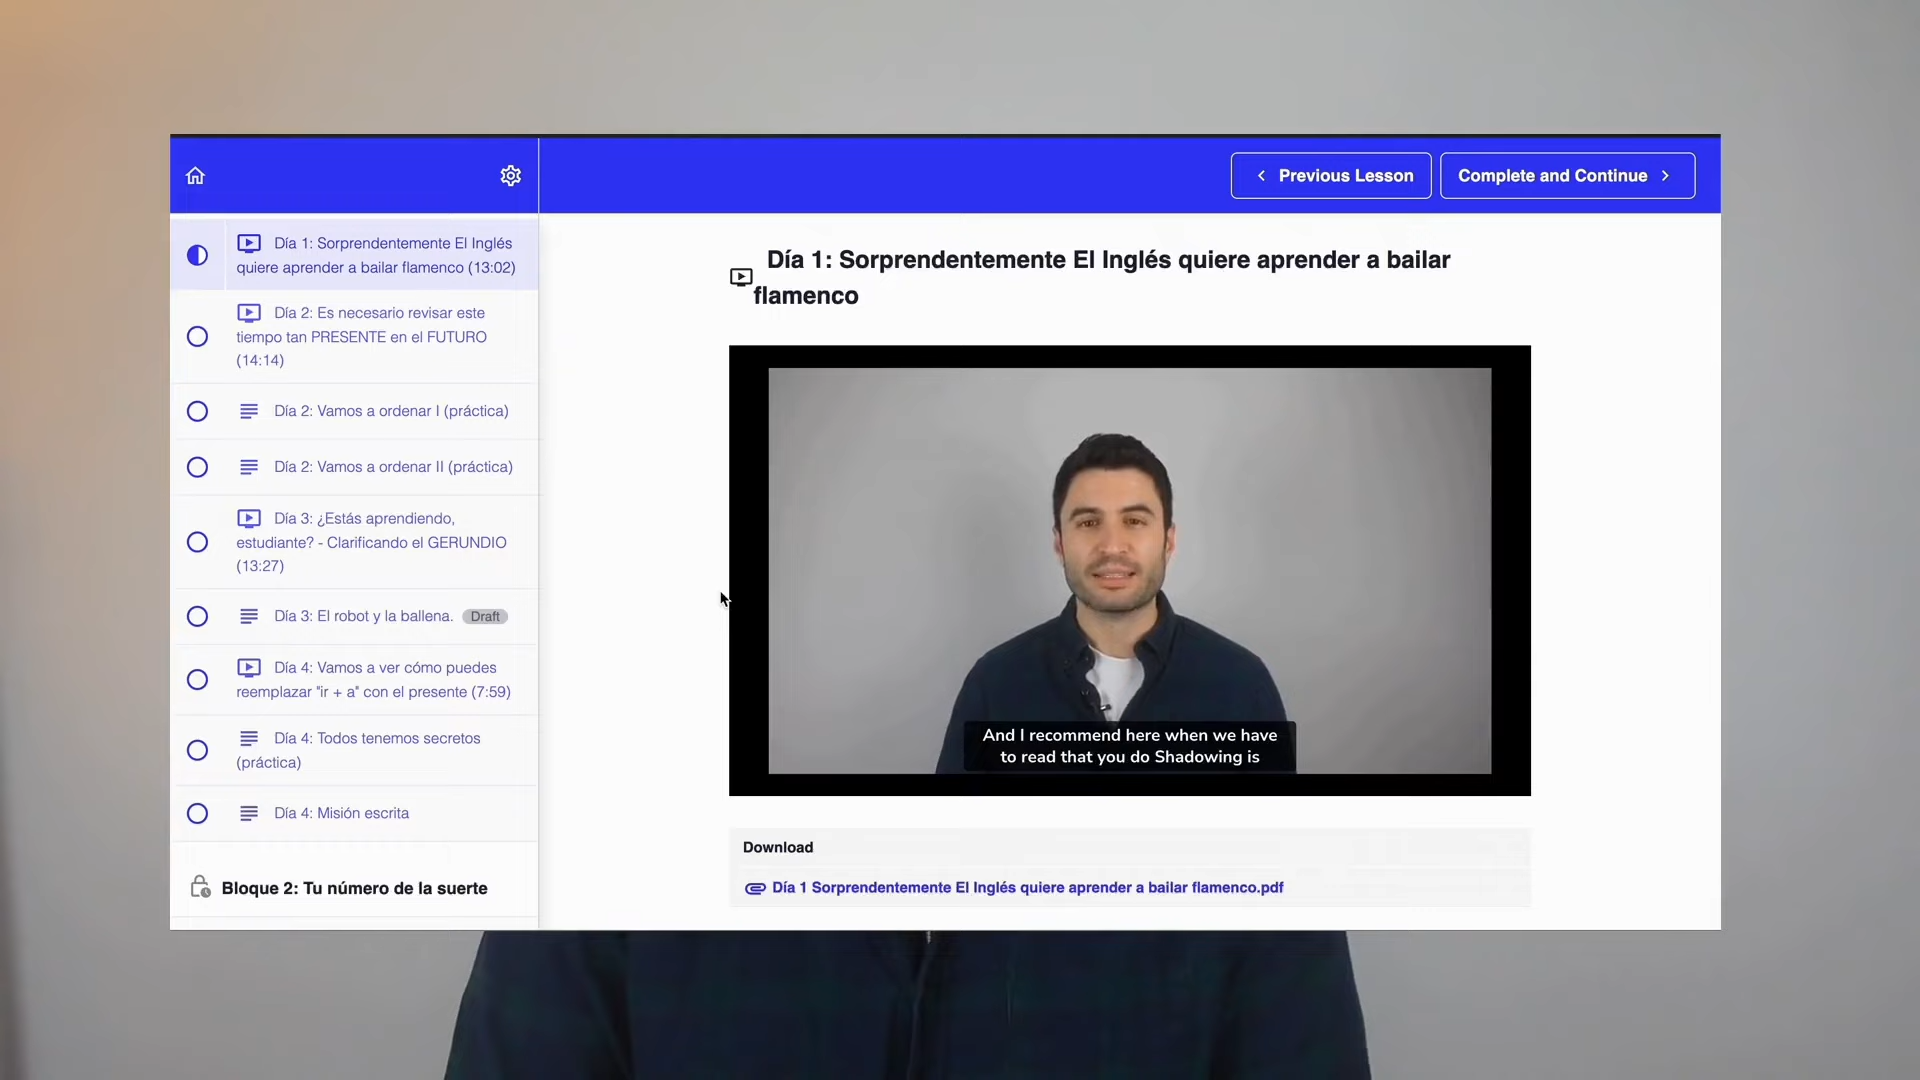 Previous Lesson
Complete and Continue
Día 1: Sorprendentemente El Inglés
quiere aprender a bailar flamenco (13:02)
Día 2: Es necesario revisar este
tiempo tan PRESENTE en el FUTURO
(14:14)
Día 2: Vamos a ordenar I (práctica)
Día 2: Vamos a ordenar II (práctica)
Día 3: ¿Estás aprendiendo,
estudiante? - Clarificando el GERUNDIO
(13:27)
Día 3: El robot y la ballena. Draft
Día 4: Vamos a ver cómo puedes
reemplazar "ir + a" con el presente (7:59)
Día 4: Todos tenemos secretos
(práctica)
Día 4: Misión escrita
Bloque 2: Tu número de la suerte
Día 1: Sorprendentemente El Inglés quiere aprender a bailar
flamenco
And I recommend here when we have
to read that you do Shadowing is
Download
Día 1 Sorprendentemente El Inglés quiere aprender a bailar flamenco.pdf